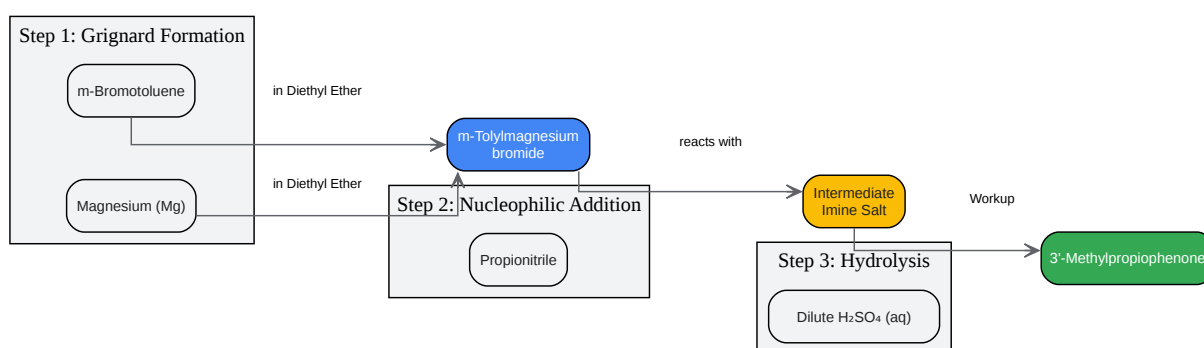 Step 1: Grignard Formation
m-Bromotoluene
in Diethyl Ether
Magnesium (Mg)
in Diethyl Ether
m-Tolylmagnesium
bromide
Step 2: Nucleophilic Addition
Propionitrile
reacts with
Intermediate
Imine Salt
Step 3: Hydrolysis
Dilute H₂SO₄ (aq)
Workup
3'-Methylpropiophenone